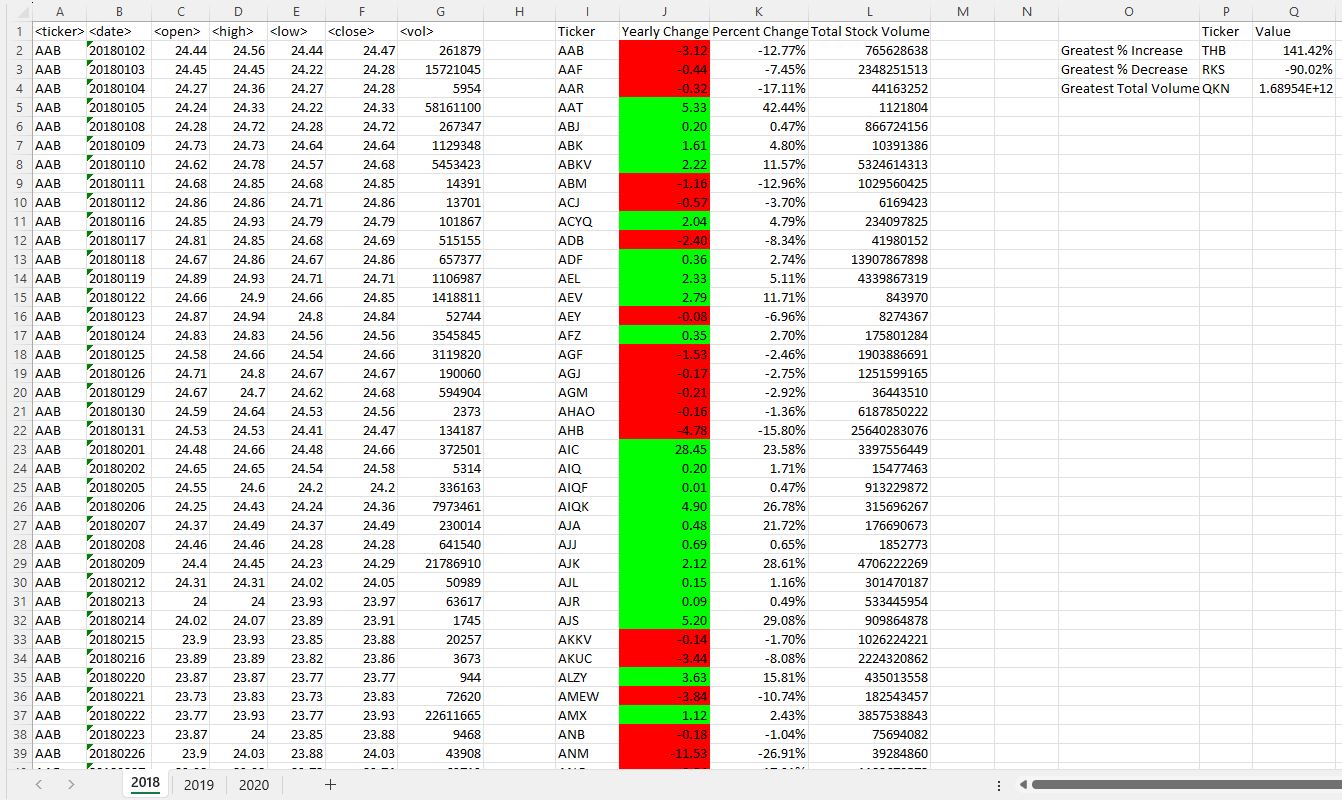 A B C D E F G H I J K L M N O P Q
1 <ticker> <date> <open> <high> <low> <close> <vol> Ticker Yearly Change Percent Change Total Stock Volume Ticker Value
2 AAB 20180102 24.44 24.56 24.44 24.47 261879 AAB -3.12 -12.77% 765628638 Greatest % Increase THB 141.42%
3 AAB 20180103 24.45 24.45 24.22 24.28 15721045 AAF -0.44 -7.45% 2348251513 Greatest % Decrease RKS -90.02%
4 AAB 20180104 24.27 24.36 24.27 24.28 5954 AAR -0.32 -17.11% 44163252 Greatest Total Volume QKN 1.68954E+12
5 AAB 20180105 24.24 24.33 24.22 24.33 58161100 AAT 5.33 42.44% 1121804
6 AAB 20180108 24.28 24.72 24.28 24.72 267347 ABJ 0.20 0.47% 866724156
7 AAB 20180109 24.73 24.73 24.64 24.64 1129348 ABK 1.61 4.80% 10391386
8 AAB 20180110 24.62 24.78 24.57 24.68 5453423 ABKV 2.22 11.57% 5324614313
9 AAB 20180111 24.68 24.85 24.68 24.85 14391 ABM -1.16 -12.96% 1029560425
10 AAB 20180112 24.86 24.86 24.71 24.86 13701 ACJ -0.57 -3.70% 6169423
11 AAB 20180116 24.85 24.93 24.79 24.79 101867 ACYQ 2.04 4.79% 234097825
12 AAB 20180117 24.81 24.85 24.68 24.69 515155 ADB -2.40 -8.34% 41980152
13 AAB 20180118 24.67 24.86 24.67 24.86 657377 ADF 0.36 2.74% 13907867898
14 AAB 20180119 24.89 24.93 24.71 24.71 1106987 AEL 2.33 5.11% 4339867319
15 AAB 20180122 24.66 24.9 24.66 24.85 1418811 AEV 2.79 11.71% 843970
16 AAB 20180123 24.87 24.94 24.8 24.84 52744 AEY -0.08 -6.96% 8274367
17 AAB 20180124 24.83 24.83 24.56 24.56 3545845 AFZ 0.35 2.70% 175801284
18 AAB 20180125 24.58 24.66 24.54 24.66 3119820 AGF -1.53 -2.46% 1903886691
19 AAB 20180126 24.71 24.8 24.67 24.67 190060 AGJ -0.17 -2.75% 1251599165
20 AAB 20180129 24.67 24.7 24.62 24.68 594904 AGM -0.21 -2.92% 36443510
21 AAB 20180130 24.59 24.64 24.53 24.56 2373 AHAO -0.16 -1.36% 6187850222
22 AAB 20180131 24.53 24.53 24.41 24.47 134187 AHB -4.78 -15.80% 25640283076
23 AAB 20180201 24.48 24.66 24.48 24.66 372501 AIC 28.45 23.58% 3397556449
24 AAB 20180202 24.65 24.65 24.54 24.58 5314 AIQ 0.20 1.71% 15477463
25 AAB 20180205 24.55 24.6 24.2 24.2 336163 AIQF 0.01 0.47% 913229872
26 AAB 20180206 24.25 24.43 24.24 24.36 7973461 AIQK 4.90 26.78% 315696267
27 AAB 20180207 24.37 24.49 24.37 24.49 230014 AJA 0.48 21.72% 176690673
28 AAB 20180208 24.46 24.46 24.28 24.28 641540 AJJ 0.69 0.65% 1852773
29 AAB 20180209 24.4 24.45 24.23 24.29 21786910 AJK 2.12 28.61% 4706222269
30 AAB 20180212 24.31 24.31 24.02 24.05 50989 AJL 0.15 1.16% 301470187
31 AAB 20180213 24 24 23.93 23.97 63617 AJR 0.09 0.49% 533445954
32 AAB 20180214 24.02 24.07 23.89 23.91 1745 AJS 5.20 29.08% 909864878
33 AAB 20180215 23.9 23.93 23.85 23.88 20257 AKKV -0.14 -1.70% 1026224221
34 AAB 20180216 23.89 23.89 23.82 23.86 3673 AKUC -3.44 -8.08% 2224320862
35 AAB 20180220 23.87 23.87 23.77 23.77 944 ALZY 3.63 15.81% 435013558
36 AAB 20180221 23.73 23.83 23.73 23.83 72620 AMEW -3.84 -10.74% 182543457
37 AAB 20180222 23.77 23.93 23.77 23.93 22611665 AMX 1.12 2.43% 3857538843
38 AAB 20180223 23.87 24 23.85 23.88 9468 ANB -0.18 -1.04% 75694082
39 AAB 20180226 23.9 24.03 23.88 24.03 43908 ANM -11.53 -26.91% 39284860
2018 2019 2020